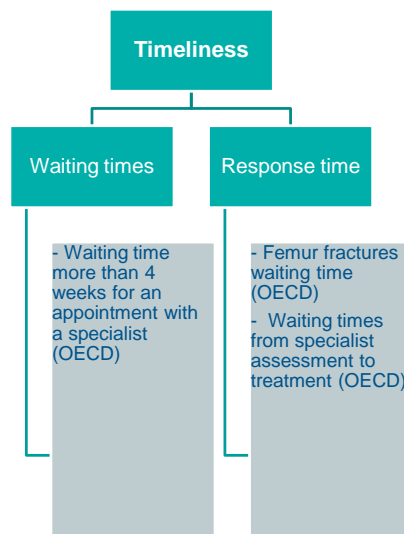 Timeliness
Waiting times
Response time
- Waiting time
more than 4
weeks for an
appointment with
a specialist
(OECD)
- Femur fractures
waiting time
(OECD)
- Waiting times
from specialist
assessment to
treatment (OECD)